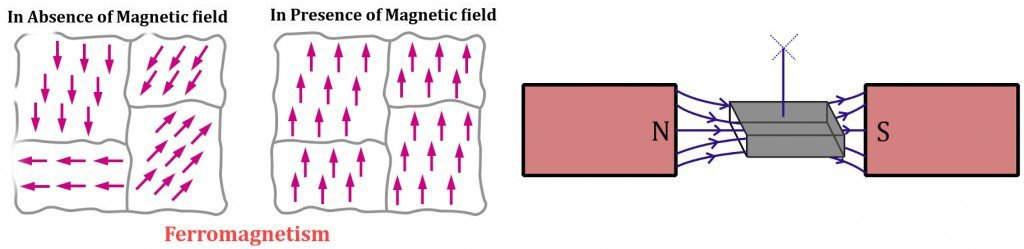 In Absence of Magnetic field
In Presence of Magnetic field
Ferromagnetism
N
S